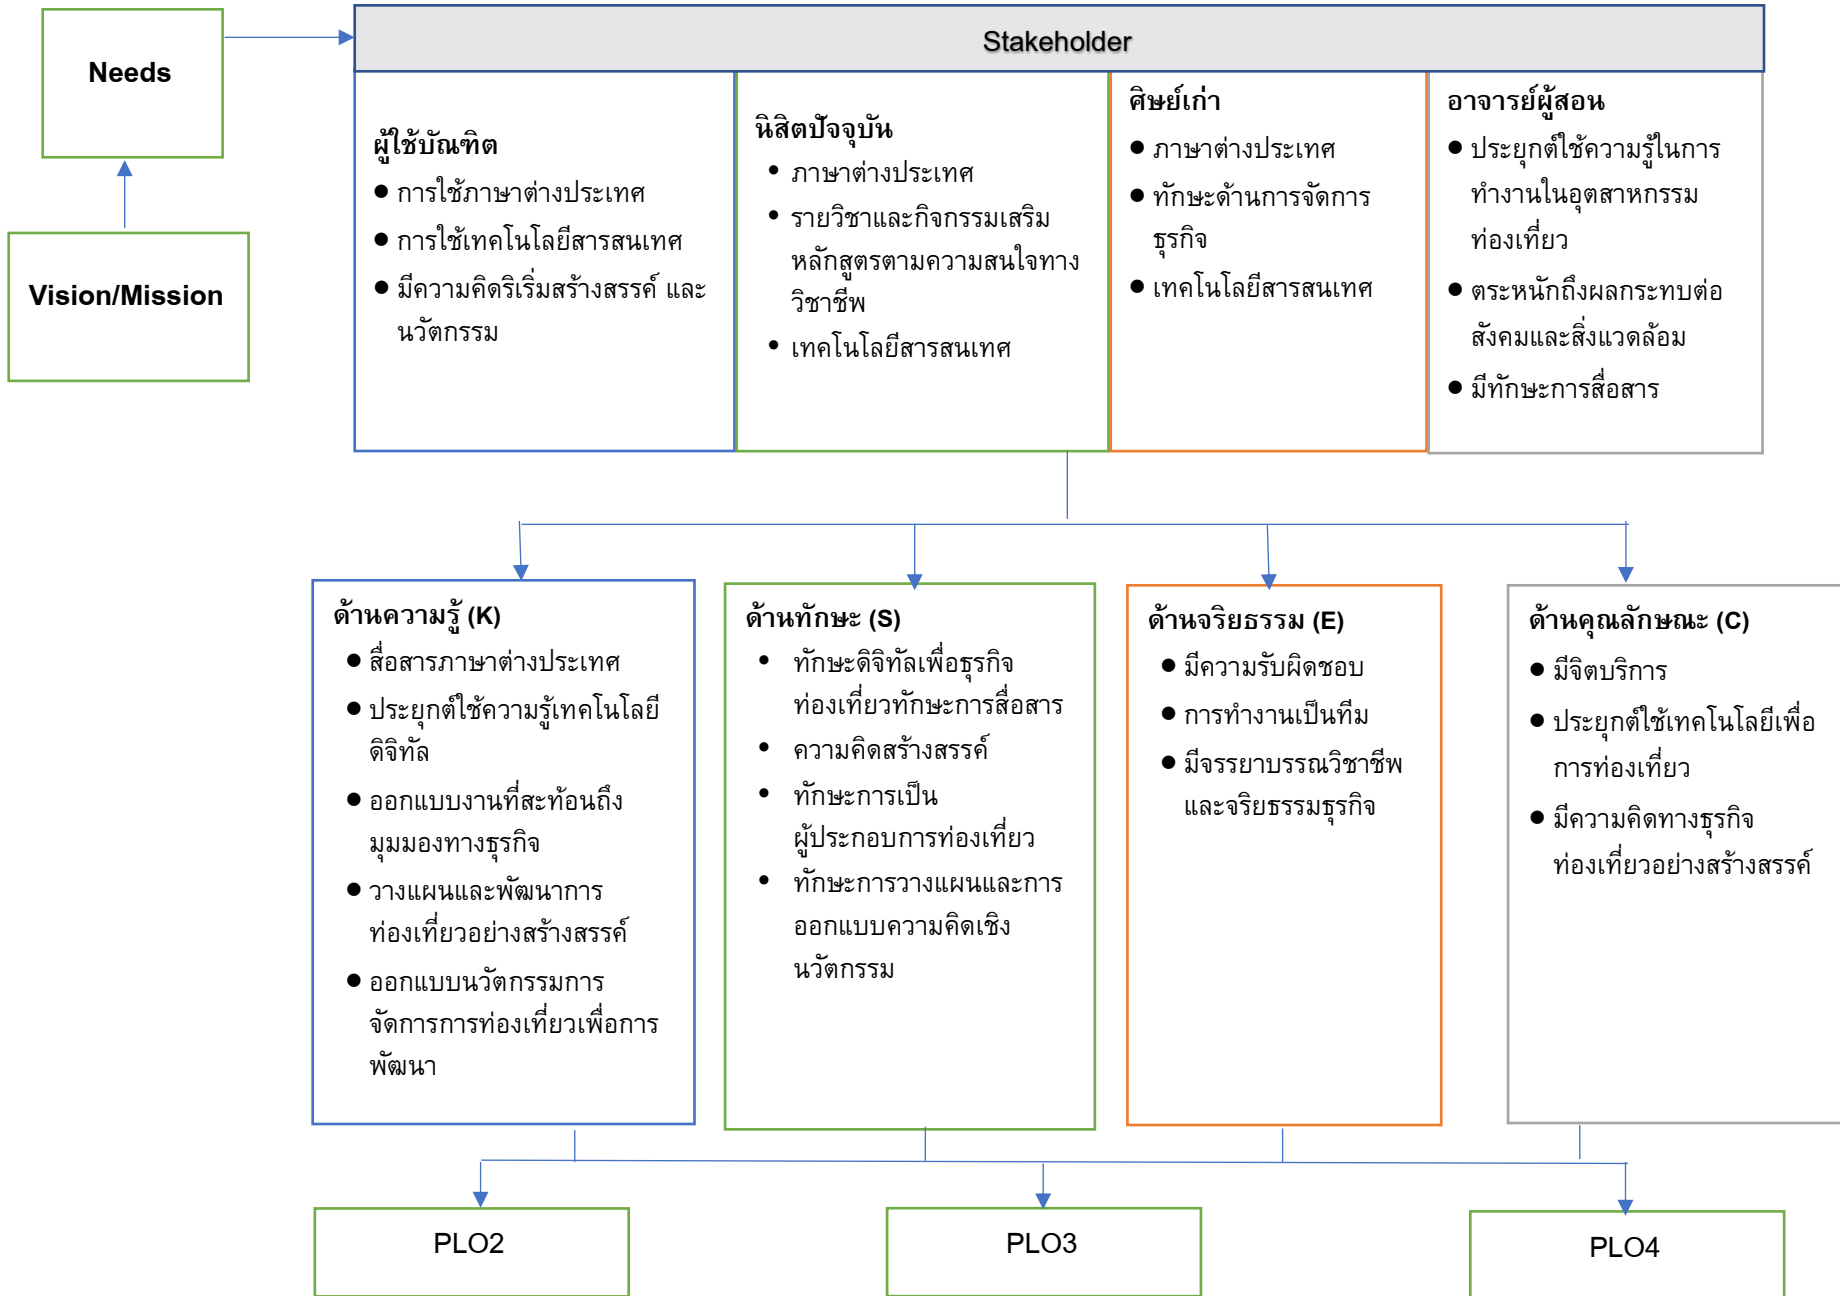 Needs
Vision/Mission
Stakeholder
ผู้ใช้บัณฑิต
● การใช้ภาษาต่างประเทศ
● การใช้เทคโนโลยีสารสนเทศ
● มีความคิดริเริ่มสร้างสรรค์ และ
นวัตกรรม
นิสิตปัจจุบัน
• ภาษาต่างประเทศ
• รายวิชาและกิจกรรมเสริม
หลักสูตรตามความสนใจทาง
วิชาชีพ
• เทคโนโลยีสารสนเทศ
ศิษย์เก่า
● ภาษาต่างประเทศ
● ทักษะด้านการจัดการ
ธุรกิจ
● เทคโนโลยีสารสนเทศ
อาจารย์ผู้สอน
● ประยุกต์ใช้ความรู้ในการ
ทำงานในอุตสาหกรรม
ท่องเที่ยว
● ตระหนักถึงผลกระทบต่อ
สังคมและสิ่งแวดล้อม
● มีทักษะการสื่อสาร
ด้านความรู้ (K)
● สื่อสารภาษาต่างประเทศ
● ประยุกต์ใช้ความรู้เทคโนโลยี
ดิจิทัล
● ออกแบบงานที่สะท้อนถึง
มุมมองทางธุรกิจ
● วางแผนและพัฒนาการ
ท่องเที่ยวอย่างสร้างสรรค์
● ออกแบบนวัตกรรมการ
จัดการการท่องเที่ยวเพื่อการ
พัฒนา
ด้านทักษะ (S)
• ทักษะดิจิทัลเพื่อธุรกิจ
ท่องเที่ยวทักษะการสื่อสาร
• ความคิดสร้างสรรค์
• ทักษะการเป็น
ผู้ประกอบการท่องเที่ยว
• ทักษะการวางแผนและการ
ออกแบบความคิดเชิง
นวัตกรรม
ด้านจริยธรรม (E)
● มีความรับผิดชอบ
● การทำงานเป็นทีม
● มีจรรยาบรรณวิชาชีพ
และจริยธรรมธุรกิจ
ด้านคุณลักษณะ (C)
● มีจิตบริการ
● ประยุกต์ใช้เทคโนโลยีเพื่อ
การท่องเที่ยว
● มีความคิดทางธุรกิจ
ท่องเที่ยวอย่างสร้างสรรค์
PLO2
PLO3
PLO4